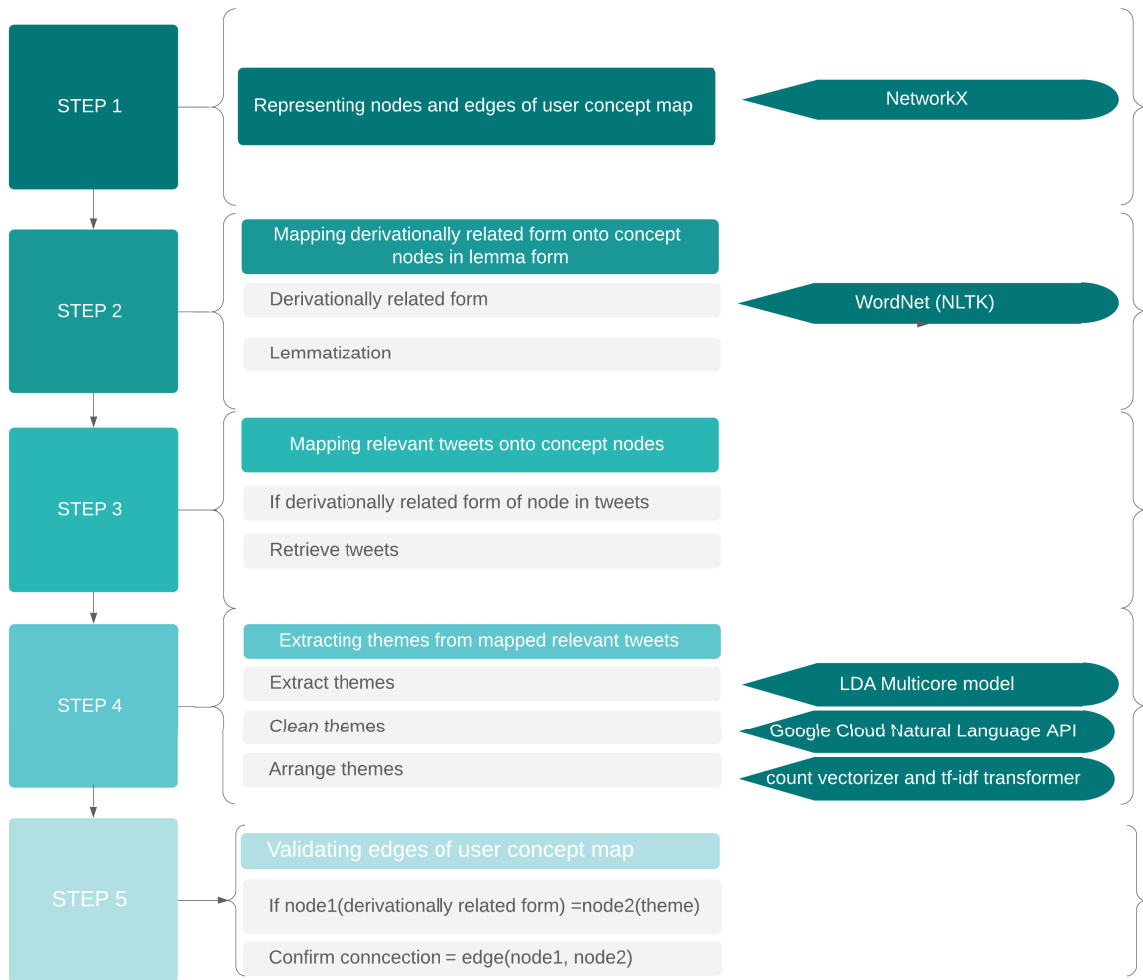 STEP 1
Representing nodes and edges of user concept map
NetworkX
STEP 2
Mapping derivationally related form onto concept
nodes in lemma form
Derivationally related form
WordNet (NLTK)
Lemmatization
STEP 3
Mapping relevant tweets onto concept nodes
If derivationally related form of node in tweets
Retrieve tweets
STEP 4
Extracting themes from mapped relevant tweets
Extract themes
LDA Multicore model
Clean themes
Google Cloud Natural Language API
Arrange themes
count vectorizer and tf-idf transformer
STEP 5
Validating edges of user concept map
If node1(derivationally related form) =node2(theme)
Confirm conncection = edge(node1, node2)